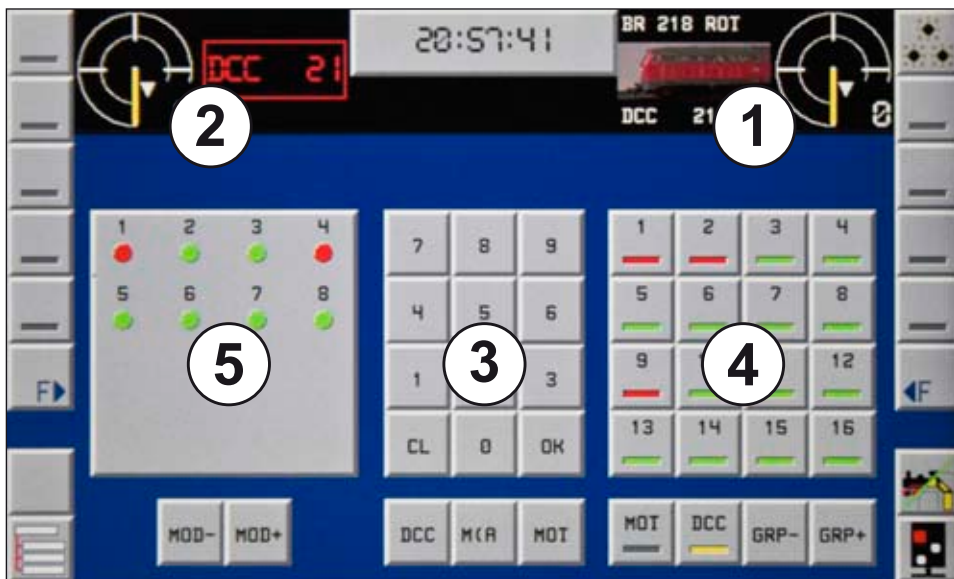 20:57:41
BR 218 ROT
DCC 21
DCC 21
0
2
1
1 2 3 4
5 6 7 8
5
7 8 9
4 5 6
1 3
CL 0 OK
3
1 2 3 4
5 6 7 8
9 12
13 14 15 16
4
F F
MOD- MOD+
DCC M(A MOT
MOT DCC GRP- GRP+